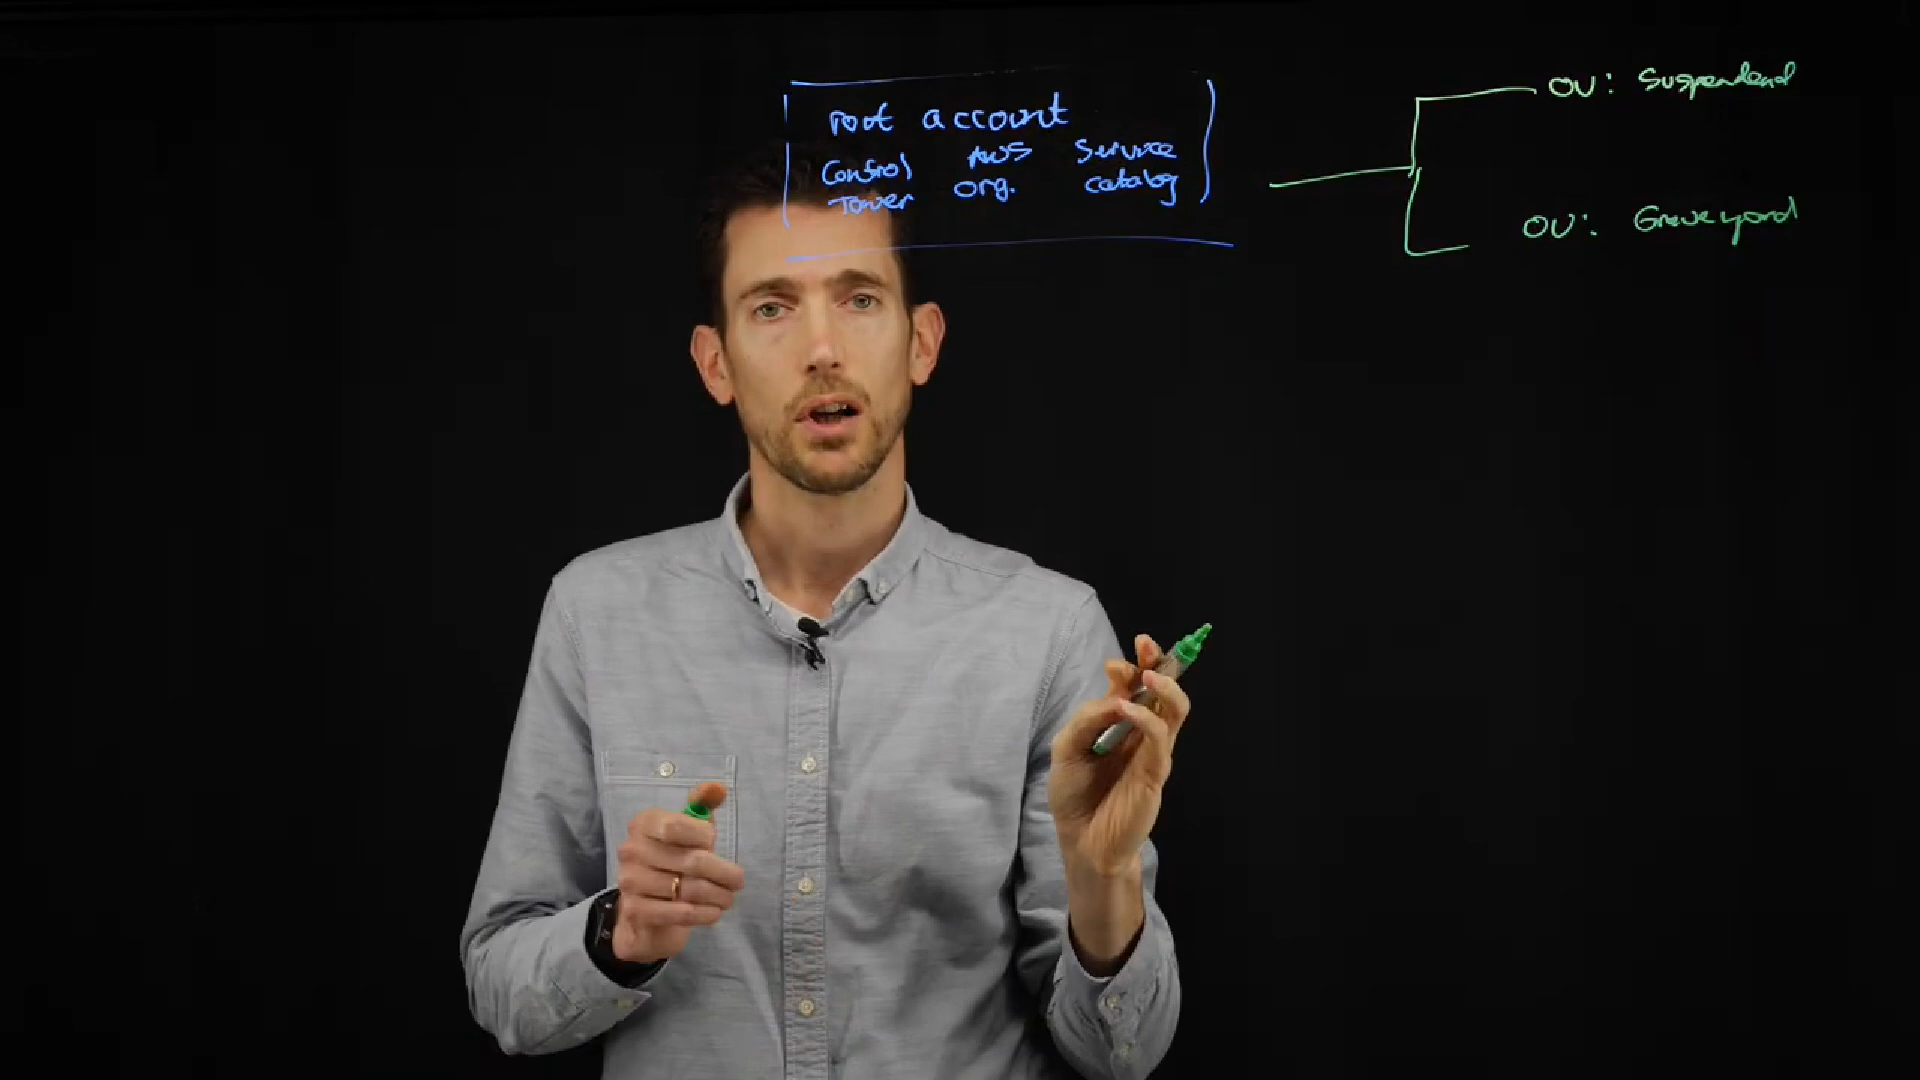 root account
Control AWS Service
Tower org. catalog
OU: Suspended
OU: Graveyard